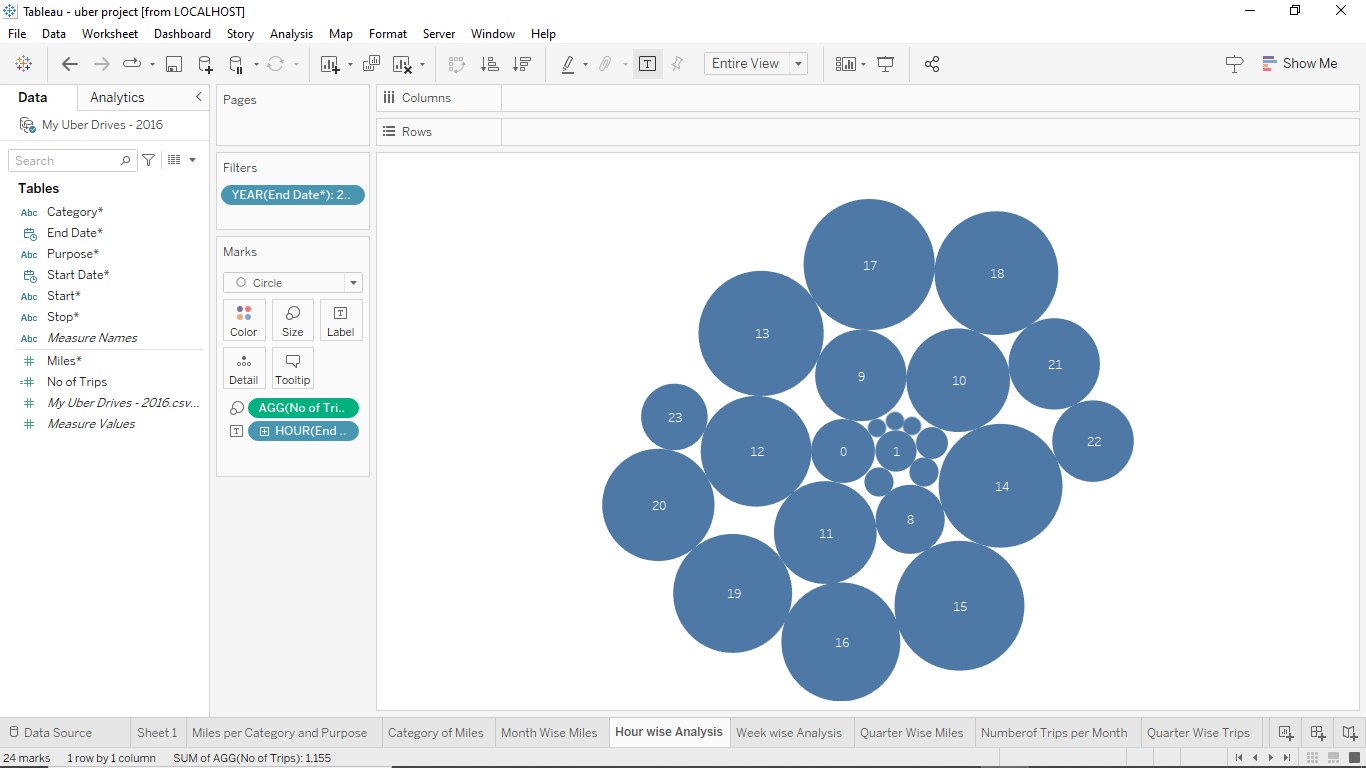 Tableau - uber project [from LOCALHOST]
File Data Worksheet Dashboard Story Analysis Map Format Server Window Help
T Entire View Show Me
Data Analytics
My Uber Drives - 2016
Search
Tables
Abc Category*
End Date*
Abc Purpose*
Start Date*
Abc Start*
Abc Stop*
Abc Measure Names
# Miles*
=# No of Trips
# My Uber Drives - 2016.csv...
# Measure Values
Pages
Filters
YEAR(End Date*): 2..
Marks
Circle
Color Size T Label
Detail Tooltip
AGG(No of Tri..
T HOUR(End ..
Columns
Rows
17
18
13
21
9
10
23
22
12
0
1
14
20
8
11
19
15
16
Data Source Sheet 1 Miles per Category and Purpose Category of Miles Month Wise Miles Hour wise Analysis Week wise Analysis Quarter Wise Miles Numberof Trips per Month Quarter Wise Trips
24 marks 1 row by 1 column SUM of AGG(No of Trips): 1,155